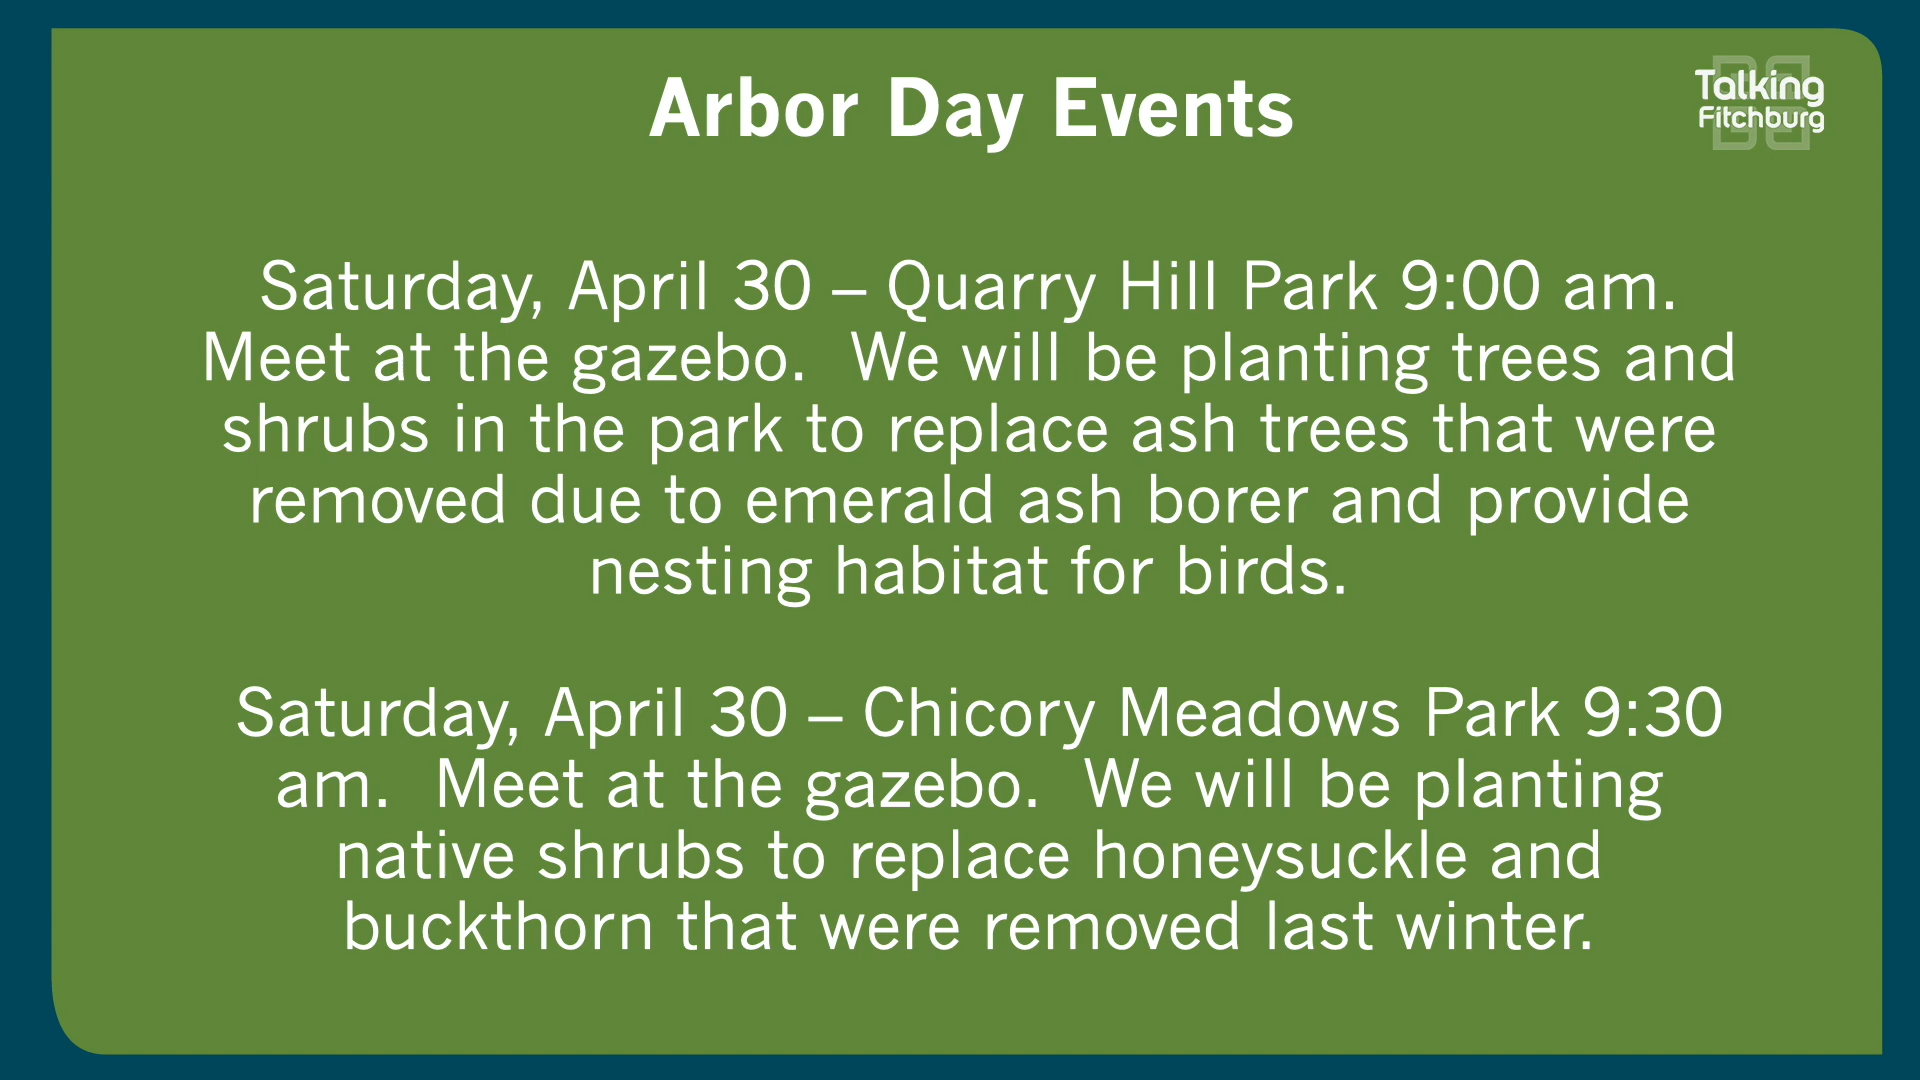 Arbor Day Events
Talking
Fitchburg
Saturday, April 30 – Quarry Hill Park 9:00 am.
Meet at the gazebo.  We will be planting trees and
shrubs in the park to replace ash trees that were
removed due to emerald ash borer and provide
nesting habitat for birds.
Saturday, April 30 – Chicory Meadows Park 9:30
am.  Meet at the gazebo.  We will be planting
native shrubs to replace honeysuckle and
buckthorn that were removed last winter.